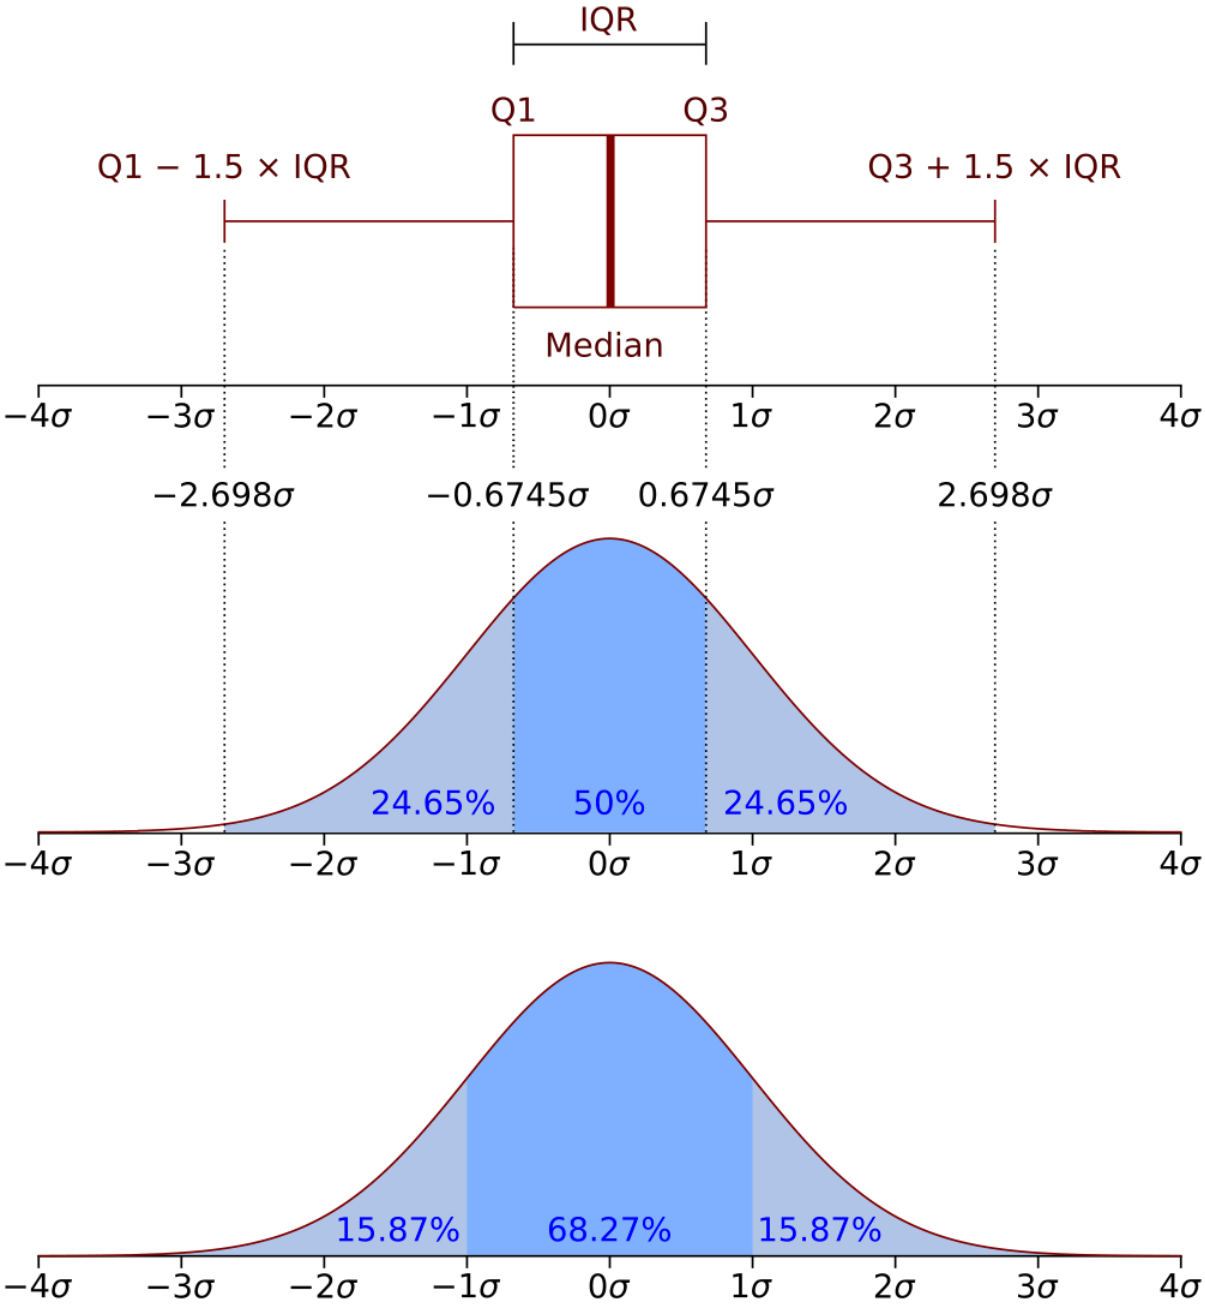 IQR
Q1 Q3
Q1 − 1.5 × IQR Q3 + 1.5 × IQR
Median
−4σ −3σ −2σ −1σ 0σ 1σ 2σ 3σ 4σ
−2.698σ −0.6745σ 0.6745σ 2.698σ
24.65% 50% 24.65%
−4σ −3σ −2σ −1σ 0σ 1σ 2σ 3σ 4σ
15.87% 68.27% 15.87%
−4σ −3σ −2σ −1σ 0σ 1σ 2σ 3σ 4σ